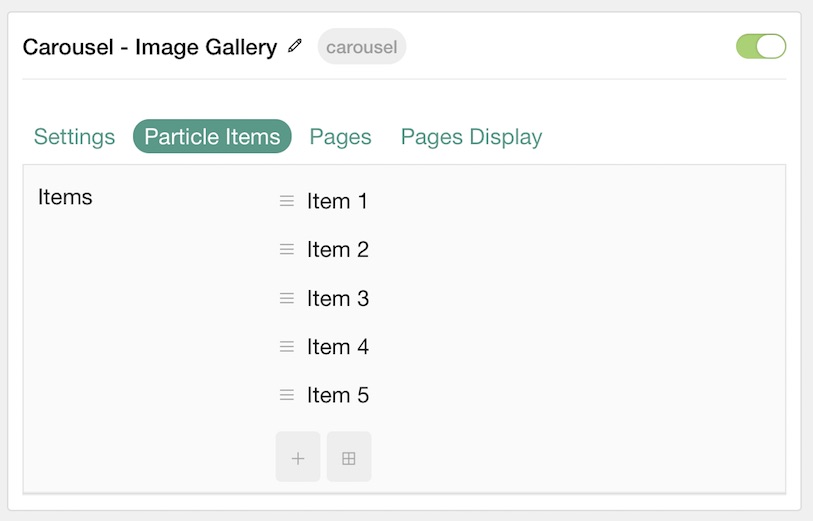 Carousel - Image Gallery carousel
Settings Particle Items Pages Pages Display
Items
Item 1
Item 2
Item 3
Item 4
Item 5